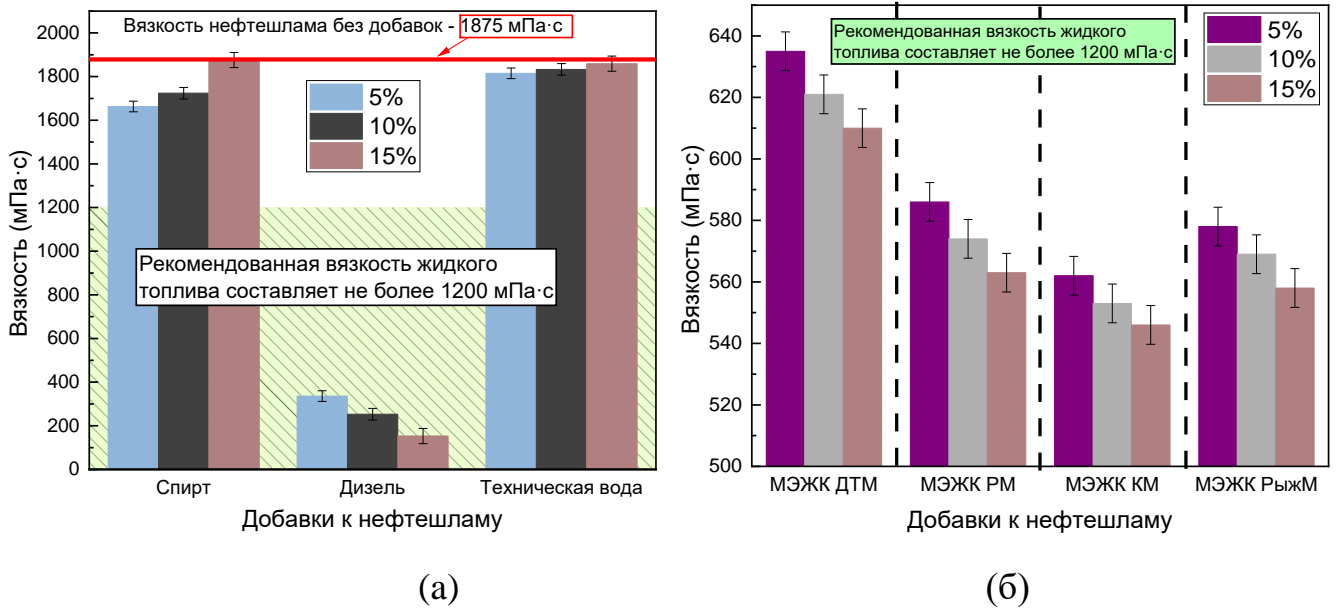 Вязкость нефтешлама без добавок - 1875 мПа·с
2000
1800
1600
1400
1200
1000
800
600
400
200
0
Вязкость (мПа·с)
5%
10%
15%
Рекомендованная вязкость жидкого
топлива составляет не более 1200 мПа·с
Спирт
Дизель
Техническая вода
Добавки к нефтешламу
(а)
Рекомендованная вязкость жидкого
топлива составляет не более 1200 мПа·с
5%
10%
15%
640
620
600
580
560
540
520
500
Вязкость (мПа·с)
МЭЖК ДТМ
МЭЖК РМ
МЭЖК КМ
МЭЖК РыжМ
Добавки к нефтешламу
(б)